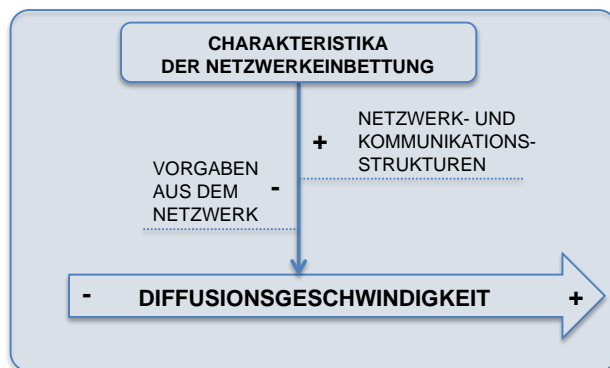 CHARAKTERISTIKA
DER NETZWERKEINBETTUNG
+
NETZWERK- UND
KOMMUNIKATIONS-
STRUKTUREN
VORGABEN
AUS DEM
NETZWERK
-
- DIFFUSIONSGESCHWINDIGKEIT +